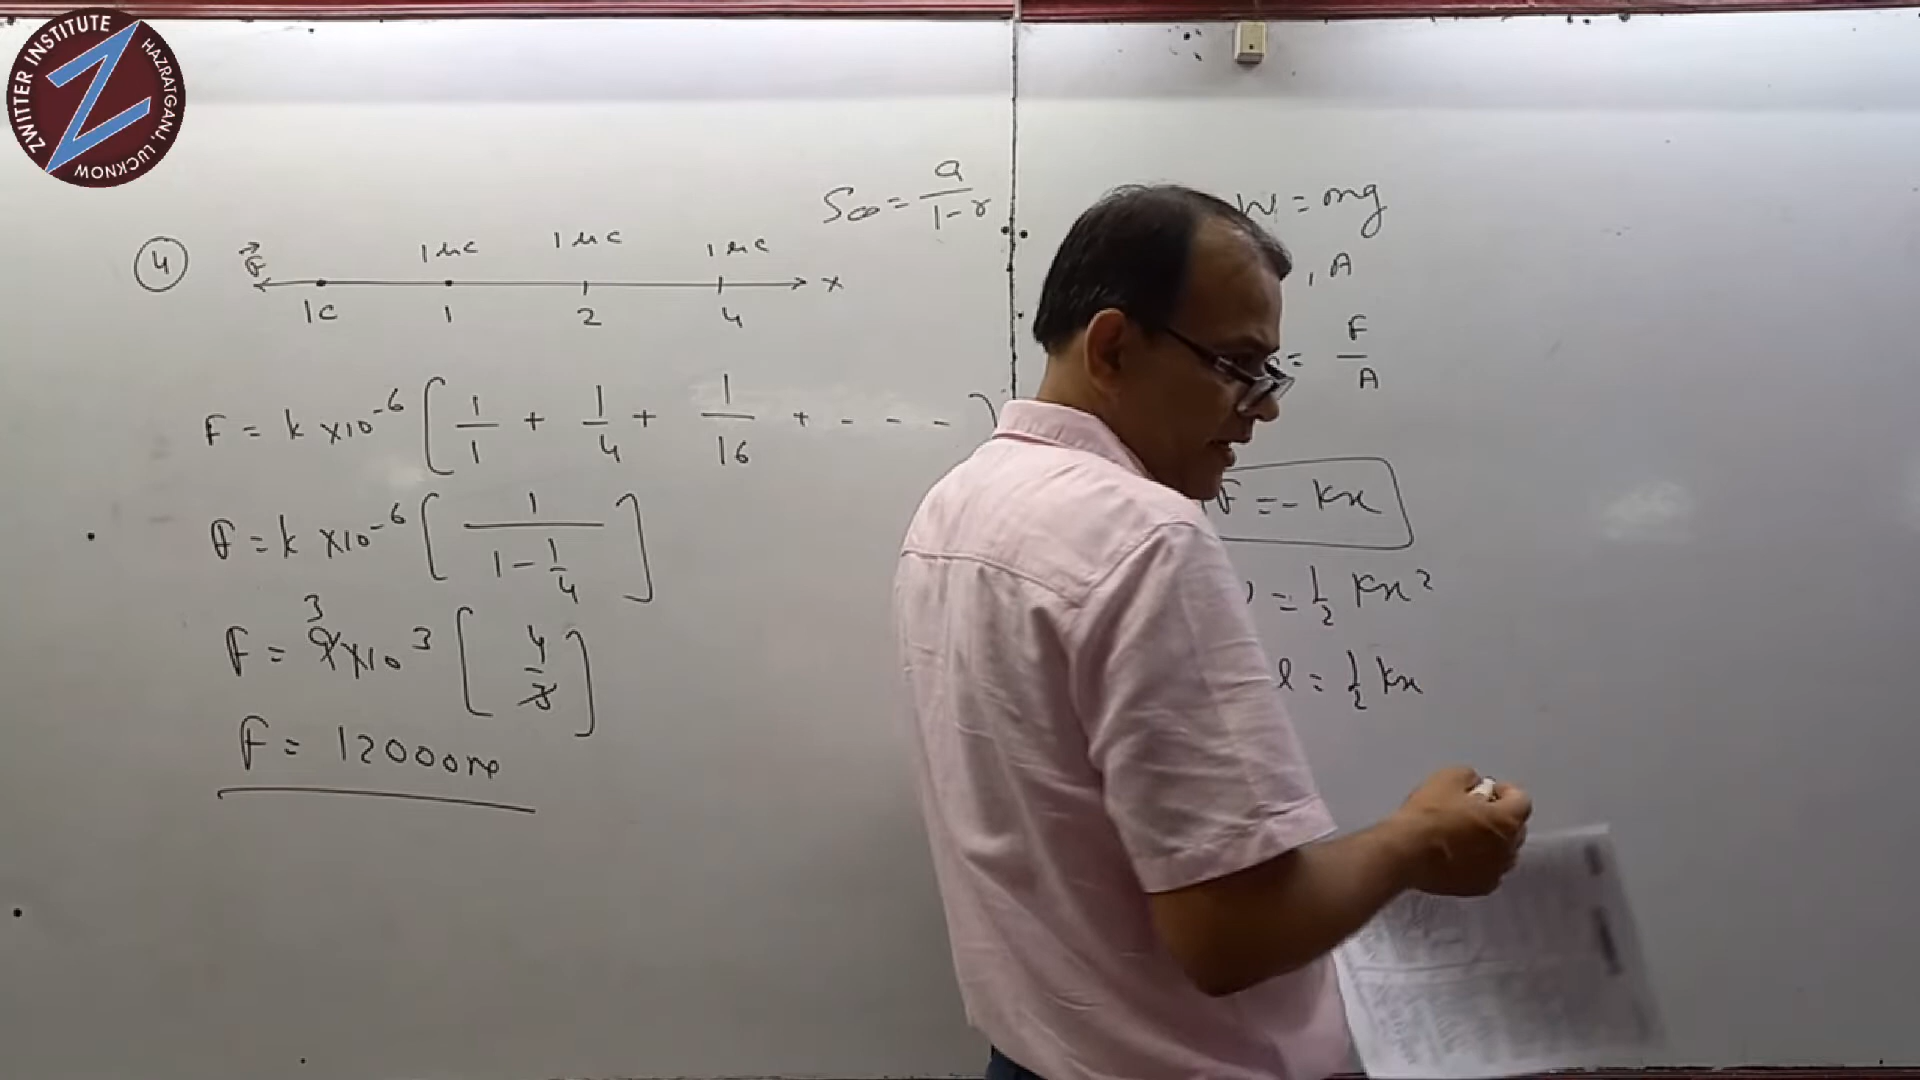 ZWITTER INSTITUTE
HAZRATGANJ, LUCKNOW
S∞ = a/(1-r)
④ F⃗ 1μC 1μC 1μC x
1C 1 2 4
F = k×10⁻⁶ [1/1 + 1/4 + 1/16 + - - - -]
F = k×10⁻⁶ [1/(1-1/4)]
3
F = 9×10³ [4/3]
F = 12000N
W = mg
, A
= F/A
F = -kx
= 1/2 kx²
= 1/2 kx